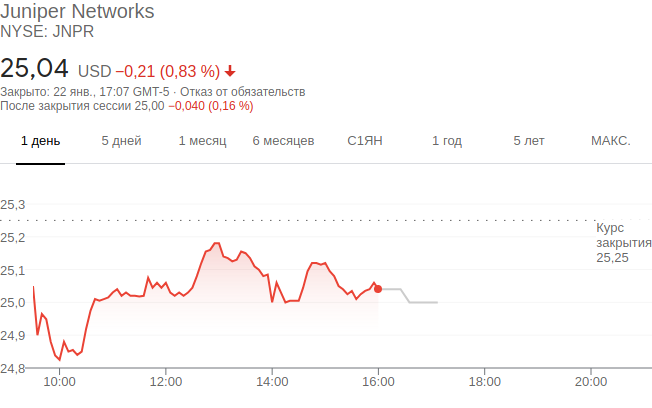 Juniper Networks
NYSE: JNPR
25,04 USD −0,21 (0,83 %)
Закрыто: 22 янв., 17:07 GMT-5 · Отказ от обязательств
После закрытия сессии 25,00 −0,040 (0,16 %)
1 день 5 дней 1 месяц 6 месяцев С1ЯН 1 год 5 лет МАКС.
25,3
25,2
Курс
закрытия
25,25
25,1
25,0
24,9
24,8
10:00 12:00 14:00 16:00 18:00 20:00